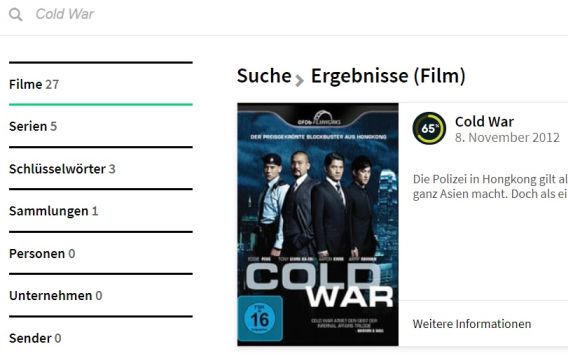 Cold War
Filme 27
Serien 5
Schlüsselwörter 3
Sammlungen 1
Personen 0
Unternehmen 0
Sender 0
Suche › Ergebnisse (Film)
OFDb FILMWORKS
DER PREISGEKRÖNTE BLOCKBUSTER AUS HONGKONG
COLD
WAR
FSK
16
65%
Cold War
8. November 2012
Die Polizei in Hongkong gilt al
ganz Asien macht. Doch als ei
Weitere Informationen